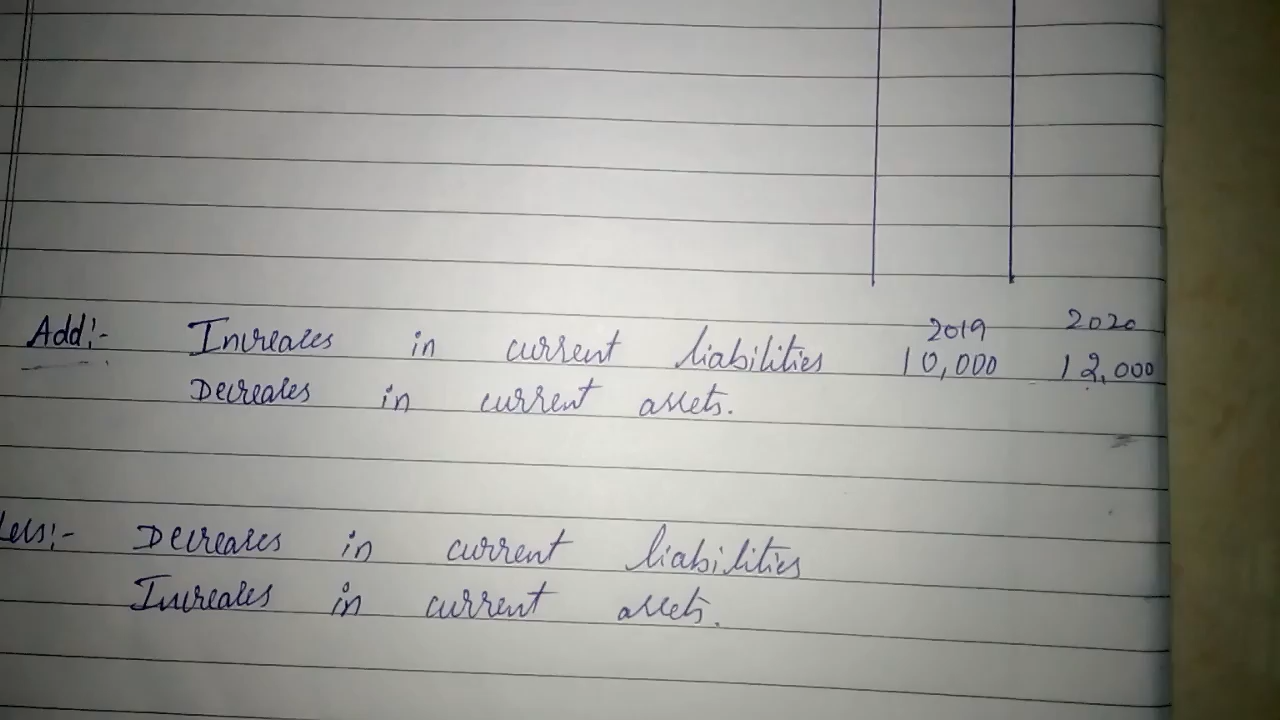 2019 2020
Add:- Increases in current liabilities 10,000 12,000
Decreases in current assets.
Less:- Decreases in current liabilities
Increases in current assets.